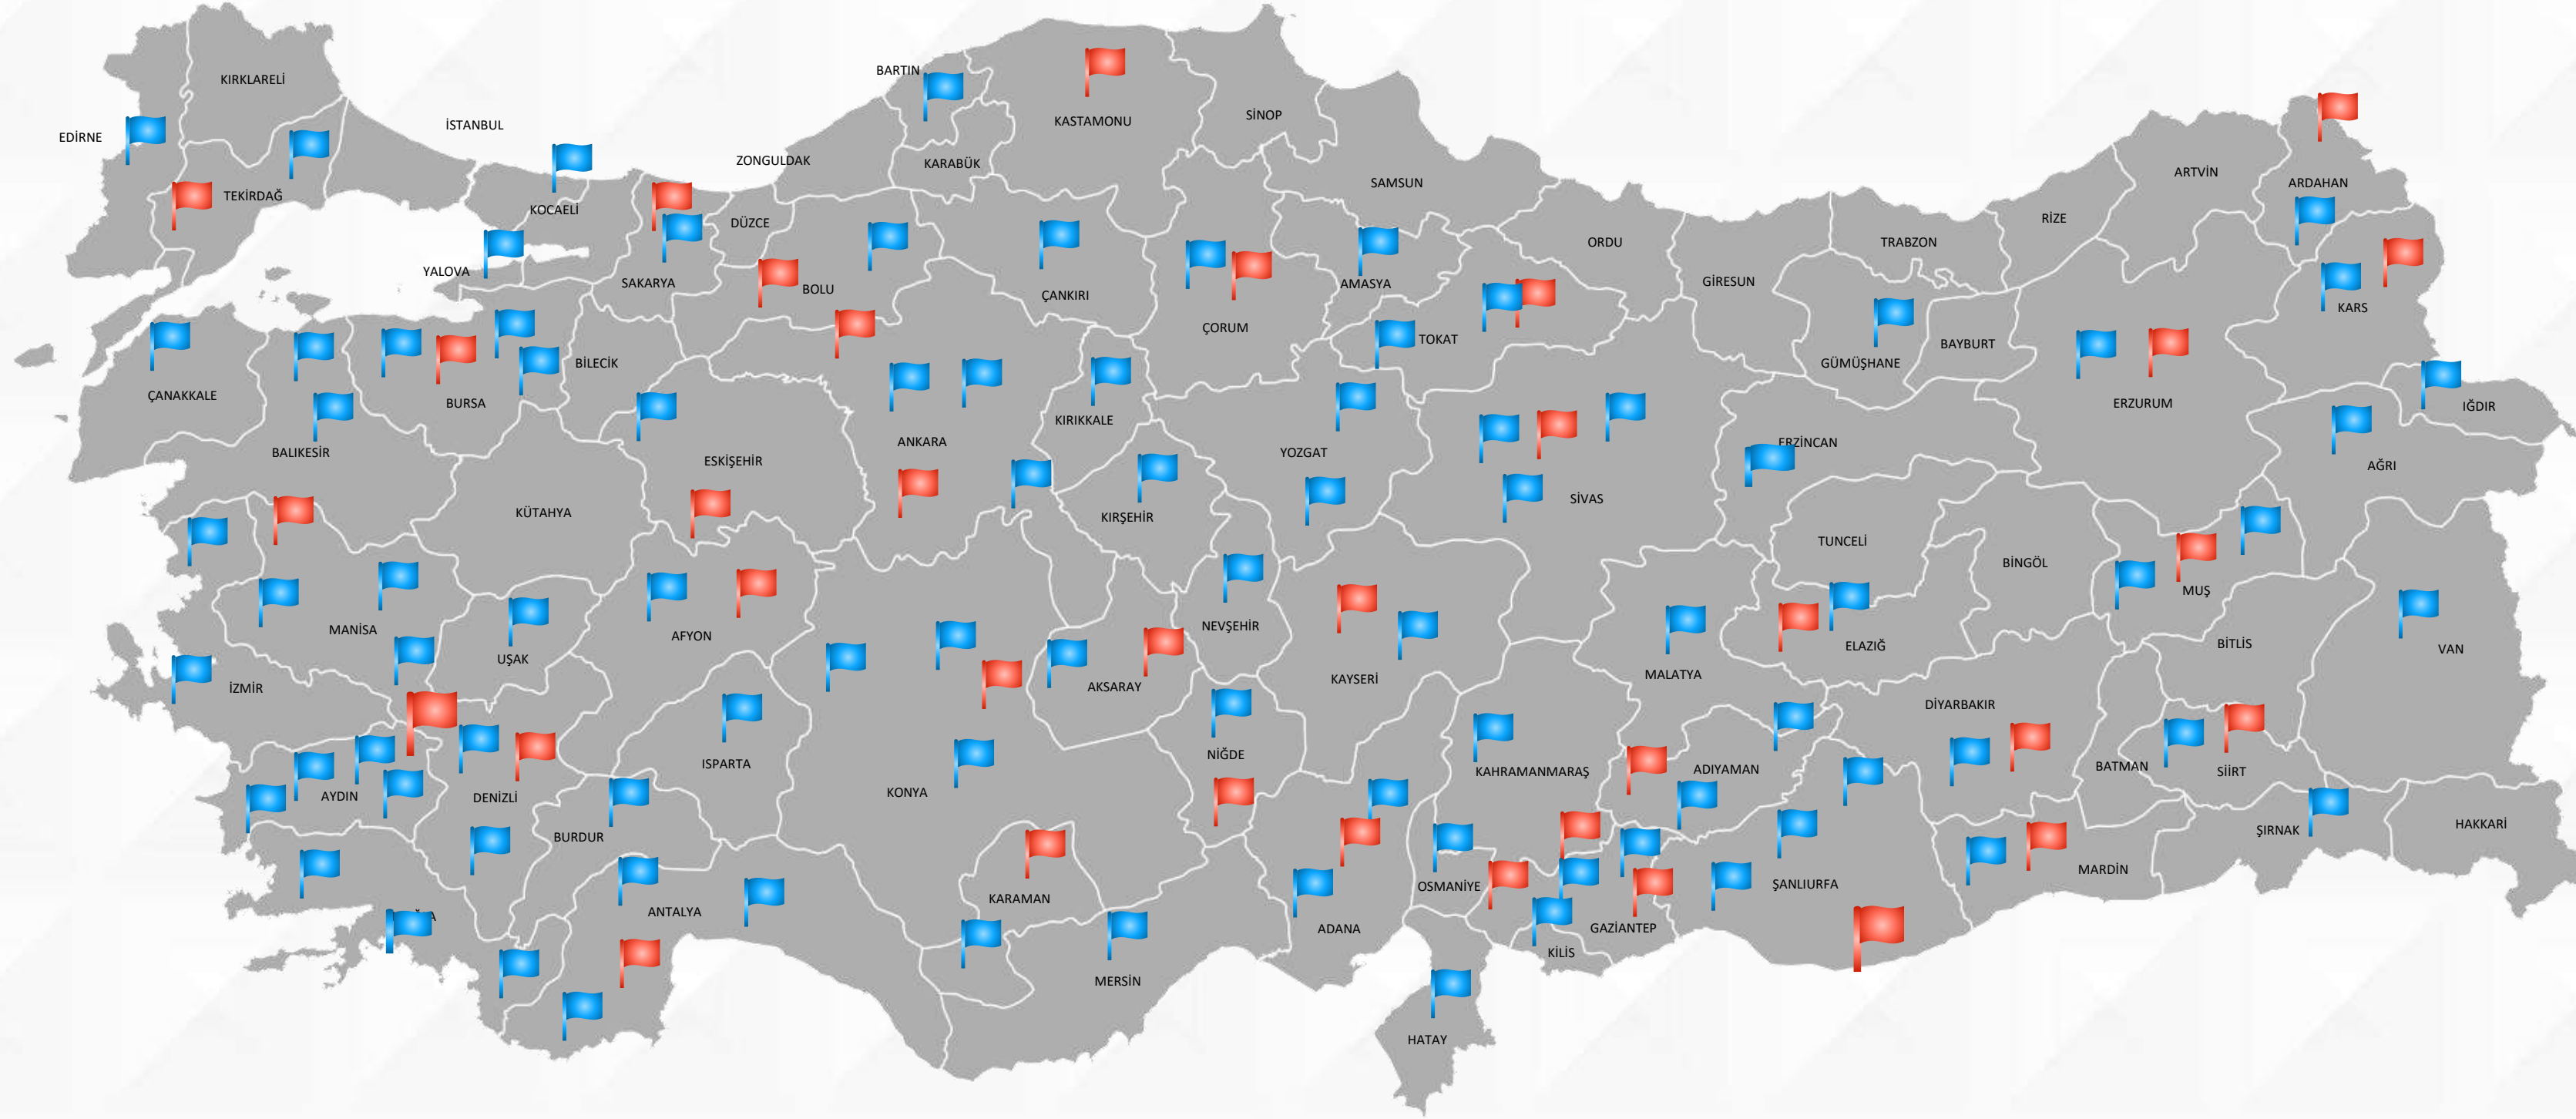 BARTIN
KIRKLARELİ
KASTAMONU
SİNOP
İSTANBUL
EDİRNE
ZONGULDAK
KARABÜK
ARTVİN
SAMSUN
ARDAHAN
TEKİRDAĞ
KOCAELİ
RİZE
DÜZCE
ORDU
TRABZON
YALOVA
SAKARYA
BOLU
AMASYA
GİRESUN
ÇANKIRI
KARS
ÇORUM
TOKAT
BAYBURT
BİLECİK
GÜMÜŞHANE
ÇANAKKALE
BURSA
ERZURUM
IĞDIR
KIRIKKALE
ANKARA
ERZİNCAN
BALIKESİR
YOZGAT
ESKİŞEHİR
AĞRI
SİVAS
KÜTAHYA
KIRŞEHİR
TUNCELİ
BİNGÖL
MUŞ
NEVŞEHİR
MANİSA
AFYON
BİTLİS
ELAZIĞ
VAN
UŞAK
MALATYA
KAYSERİ
AKSARAY
İZMİR
DİYARBAKIR
NİĞDE
ISPARTA
BATMAN
ADIYAMAN
KAHRAMANMARAŞ
SİİRT
KONYA
AYDIN
DENİZLİ
HAKKARİ
ŞIRNAK
BURDUR
MARDİN
ŞANLIURFA
OSMANİYE
KARAMAN
ANTALYA
GAZİANTEP
ADANA
KİLİS
MERSİN
HATAY